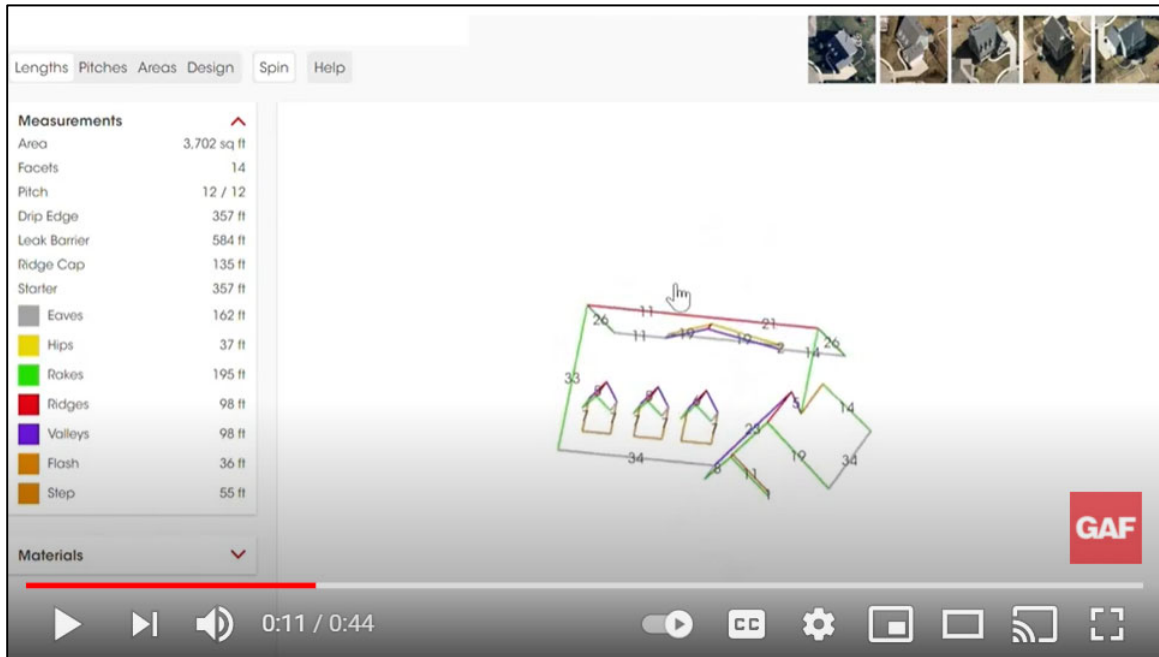 Lengths Pitches Areas Design Spin Help
Measurements
Area 3,702 sq ft
Facets 14
Pitch 12 / 12
Drip Edge 357 ft
Leak Barrier 584 ft
Ridge Cap 135 ft
Starter 357 ft
Eaves 162 ft
Hips 37 ft
Rakes 195 ft
Ridges 98 ft
Valleys 98 ft
Flash 36 ft
Step 55 ft
Materials
11
21
26
11
19
19
2
14
26
33
5
14
23
34
8
11
19
34
GAF
0:11 / 0:44
CC